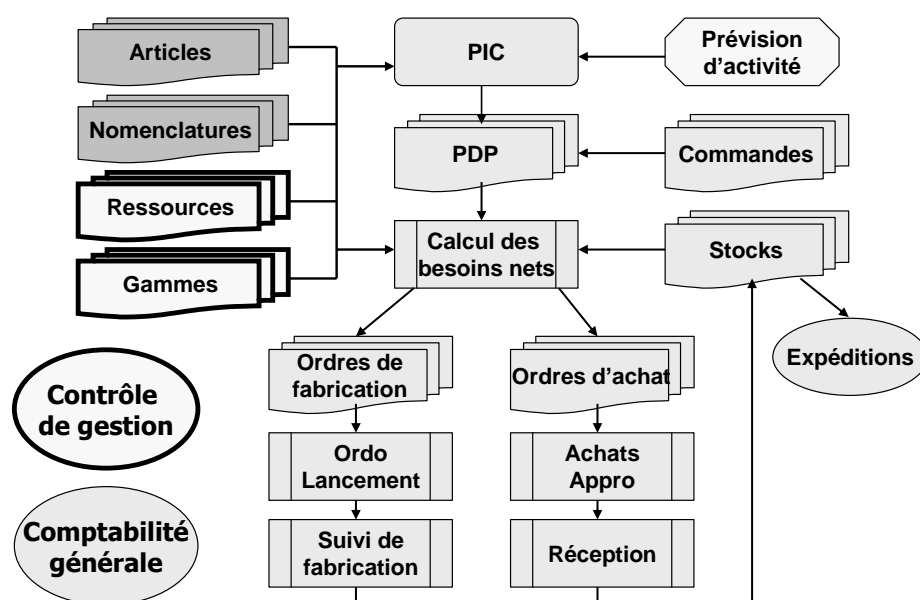 Articles
PIC
Prévision
d'activité
Nomenclatures
PDP
Commandes
Ressources
Calcul des
besoins nets
Stocks
Gammes
Ordres de
fabrication
Ordres d'achat
Expéditions
Contrôle
de gestion
Ordo
Lancement
Achats
Appro
Comptabilité
générale
Suivi de
fabrication
Réception